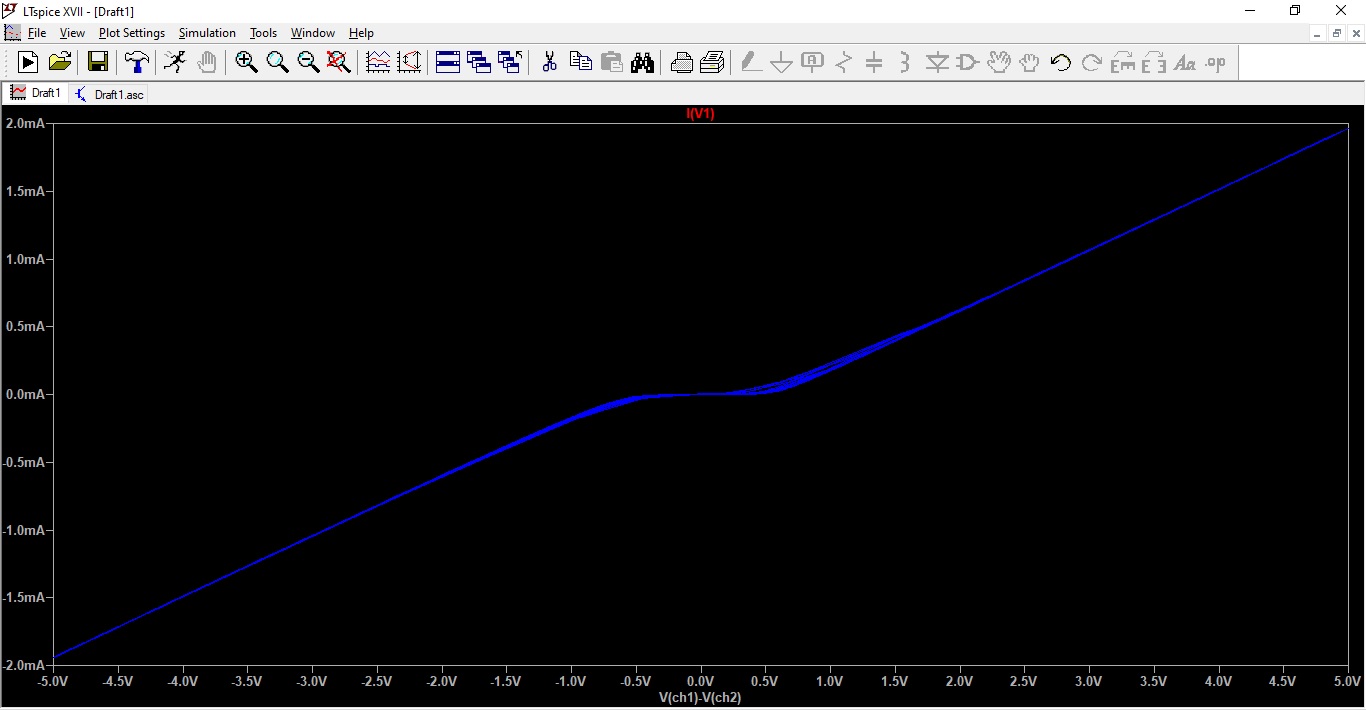 LTspice XVII - [Draft1]
File View Plot Settings Simulation Tools Window Help
Draft1 Draft1.asc
I(V1)
2.0mA
1.5mA
1.0mA
0.5mA
0.0mA
-0.5mA
-1.0mA
-1.5mA
-2.0mA
-5.0V -4.5V -4.0V -3.5V -3.0V -2.5V -2.0V -1.5V -1.0V -0.5V 0.0V 0.5V 1.0V 1.5V 2.0V 2.5V 3.0V 3.5V 4.0V 4.5V 5.0V
V(ch1)-V(ch2)